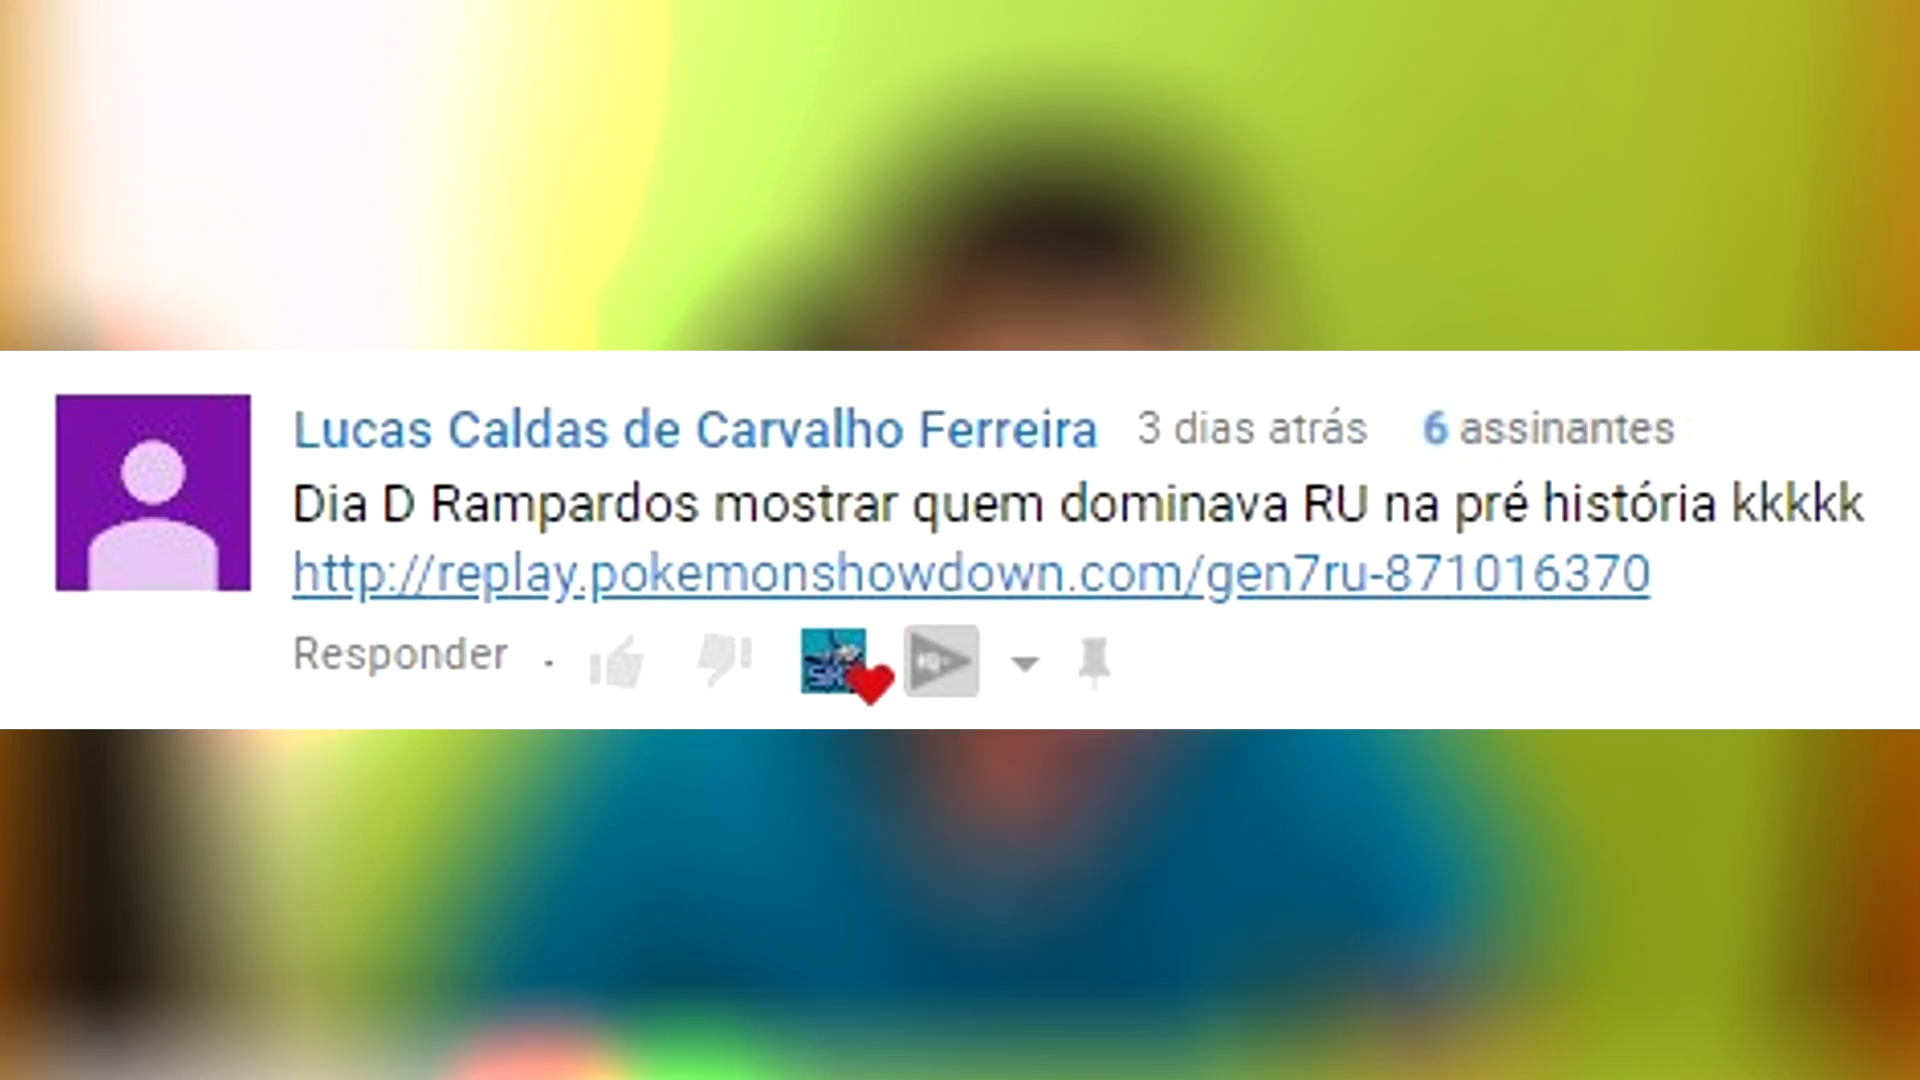 Lucas Caldas de Carvalho Ferreira 3 dias atrás 6 assinantes
Dia D Rampardos mostrar quem dominava RU na pré história kkkkk
http://replay.pokemonshowdown.com/gen7ru-871016370
Responder .